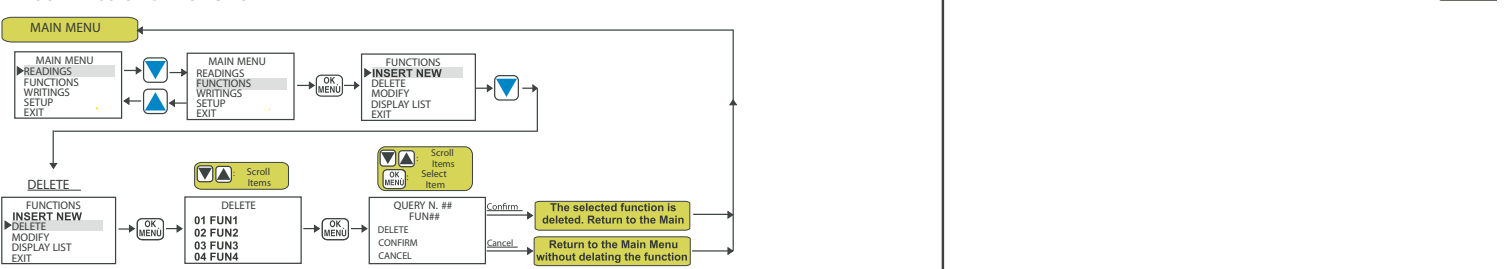 MAIN MENU
MAIN MENU
READINGS
FUNCTIONS
WRITINGS
SETUP
EXIT
MAIN MENU
READINGS
FUNCTIONS
WRITINGS
SETUP
EXIT
OK
MENÙ
FUNCTIONS
INSERT NEW
DELETE
MODIFY
DISPLAY LIST
EXIT
DELETE
FUNCTIONS
INSERT NEW
DELETE
MODIFY
DISPLAY LIST
EXIT
OK
MENÙ
: Scroll
Items
DELETE
01 FUN1
02 FUN2
03 FUN3
04 FUN4
OK
MENÙ
: Scroll
Items
OK
MENÙ
: Select
Item
QUERY N. ##
FUN##
DELETE
CONFIRM
CANCEL
Confirm
The selected function is
deleted. Return to the Main
Cancel
Return to the Main Menu
without delating the function